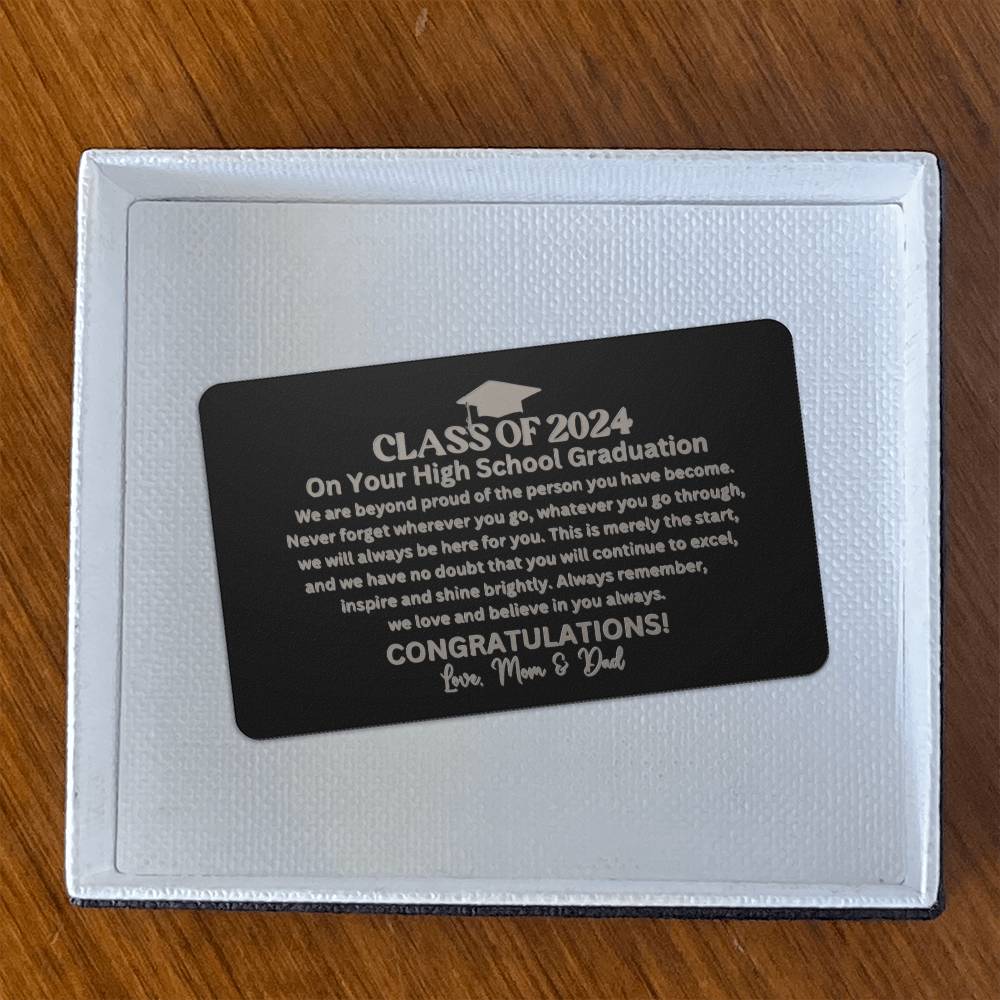 CLASS OF 2024
On Your High School Graduation
We are beyond proud of the person you have become.
Never forget wherever you go, whatever you go through,
we will always be here for you. This is merely the start,
and we have no doubt that you will continue to excel,
inspire and shine brightly. Always remember,
we love and believe in you always.
CONGRATULATIONS!
Love, Mom & Dad